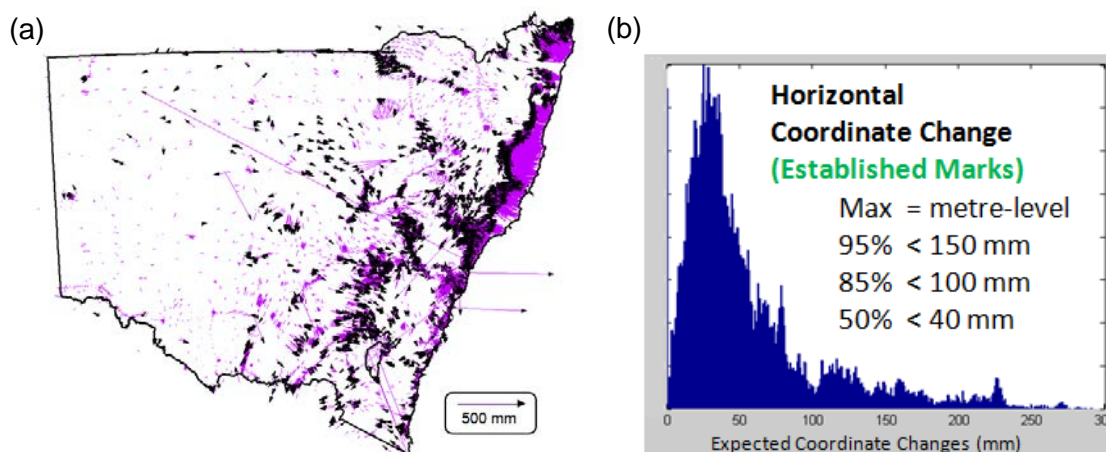 (a)
500 mm
(b)
Horizontal
Coordinate Change
(Established Marks)
Max = metre-level
95% < 150 mm
85% < 100 mm
50% < 40 mm
0 50 100 150 200 250 30
Expected Coordinate Changes (mm)